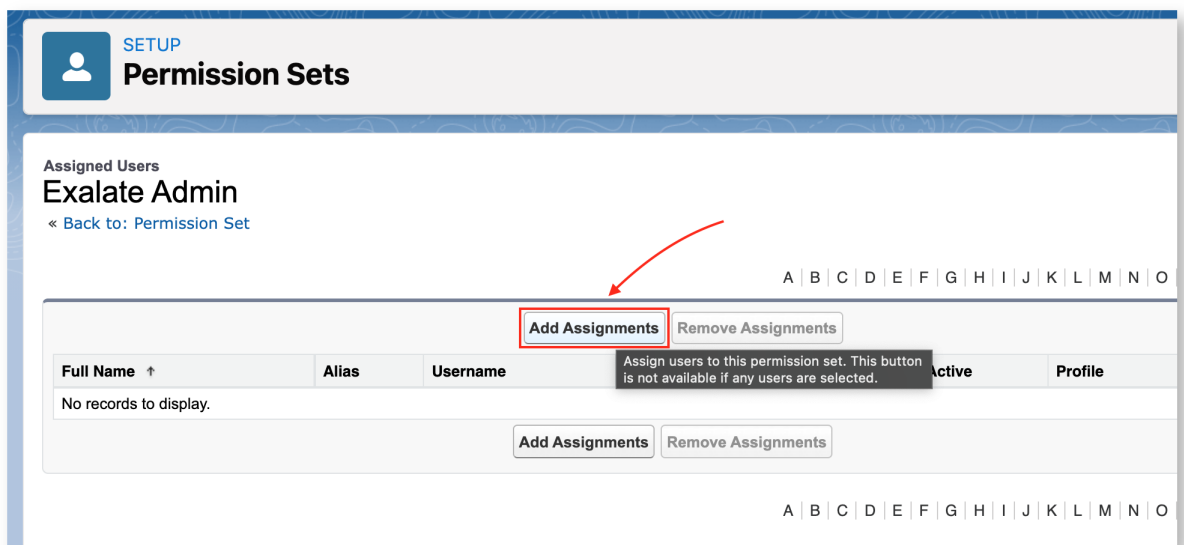 SETUP
Permission Sets
Assigned Users
Exalate Admin
« Back to: Permission Set
A | B | C | D | E | F | G | H | I | J | K | L | M | N | O
Add Assignments Remove Assignments
Assign users to this permission set. This button
is not available if any users are selected.
Full Name ↑ Alias Username Active Profile
No records to display.
Add Assignments Remove Assignments
A | B | C | D | E | F | G | H | I | J | K | L | M | N | O